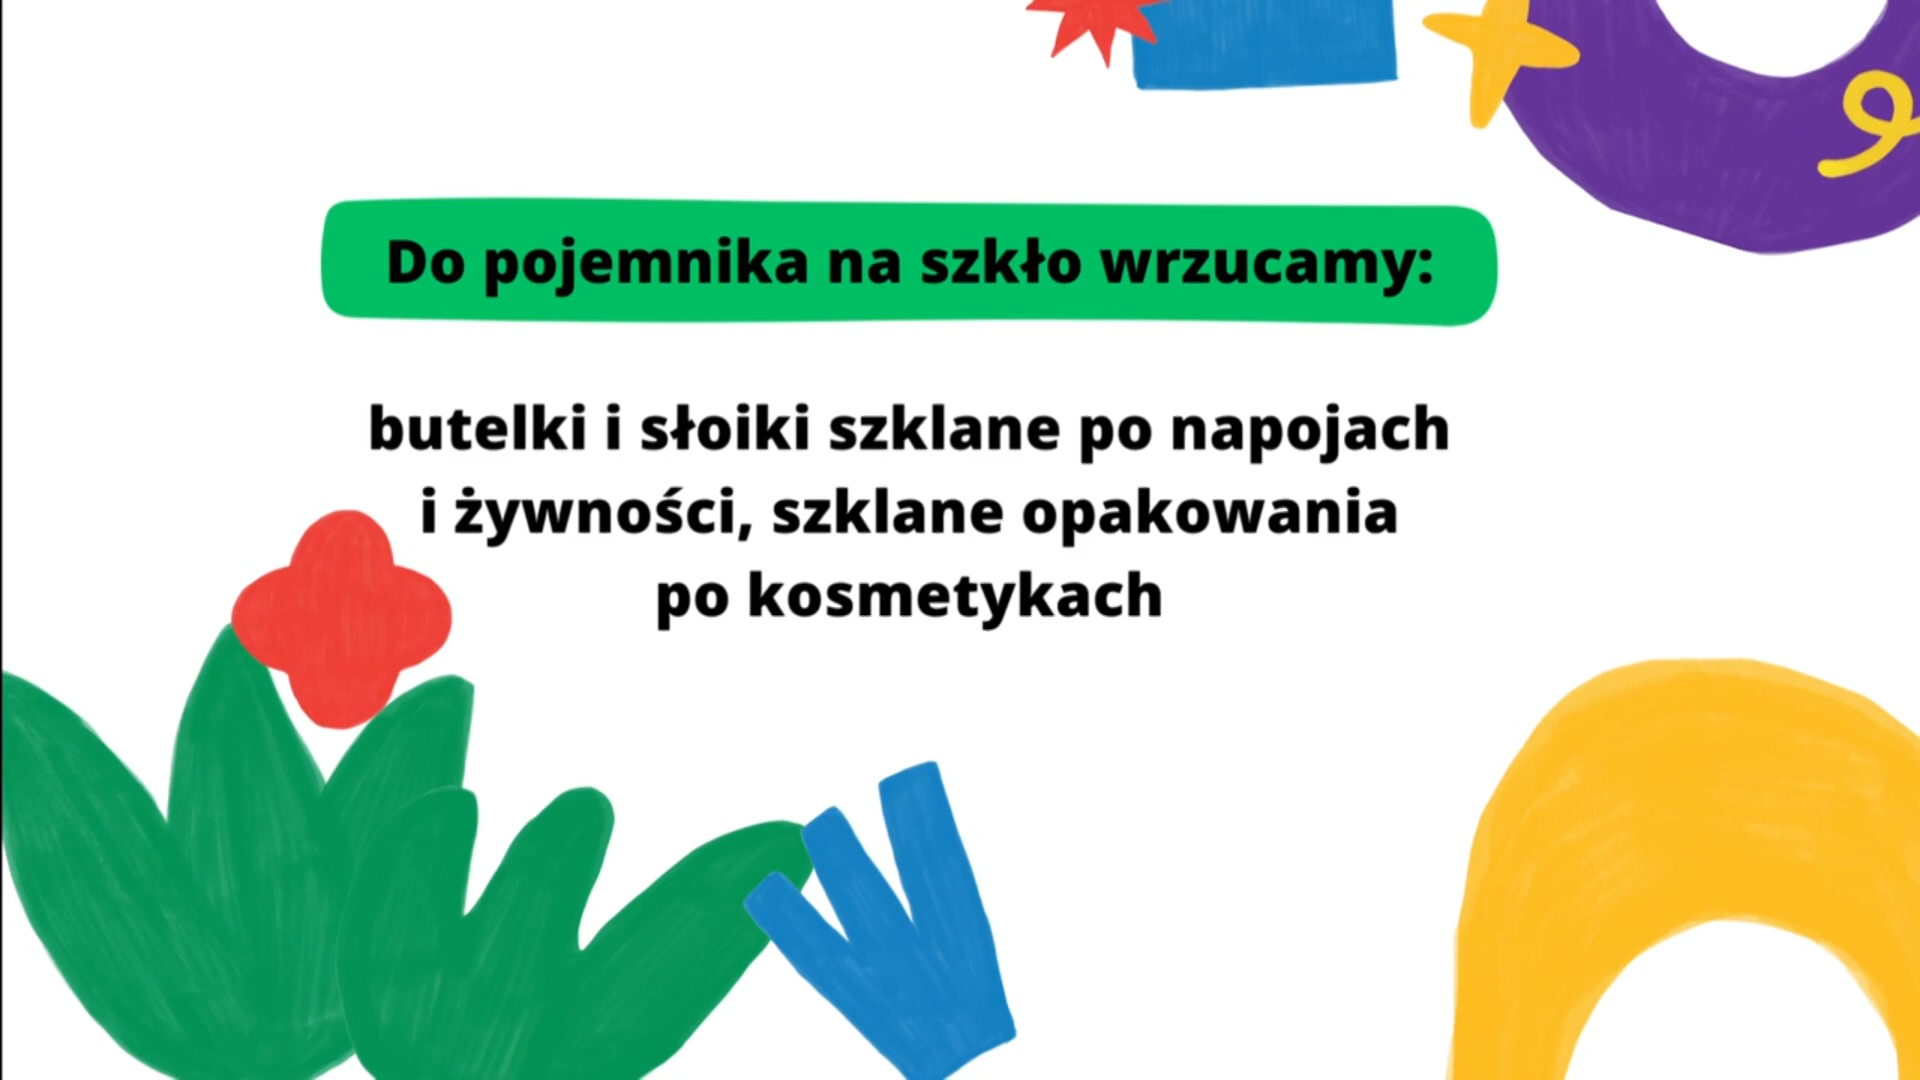 Do pojemnika na szkło wrzucamy:
butelki i słoiki szklane po napojach
i żywności, szklane opakowania
po kosmetykach